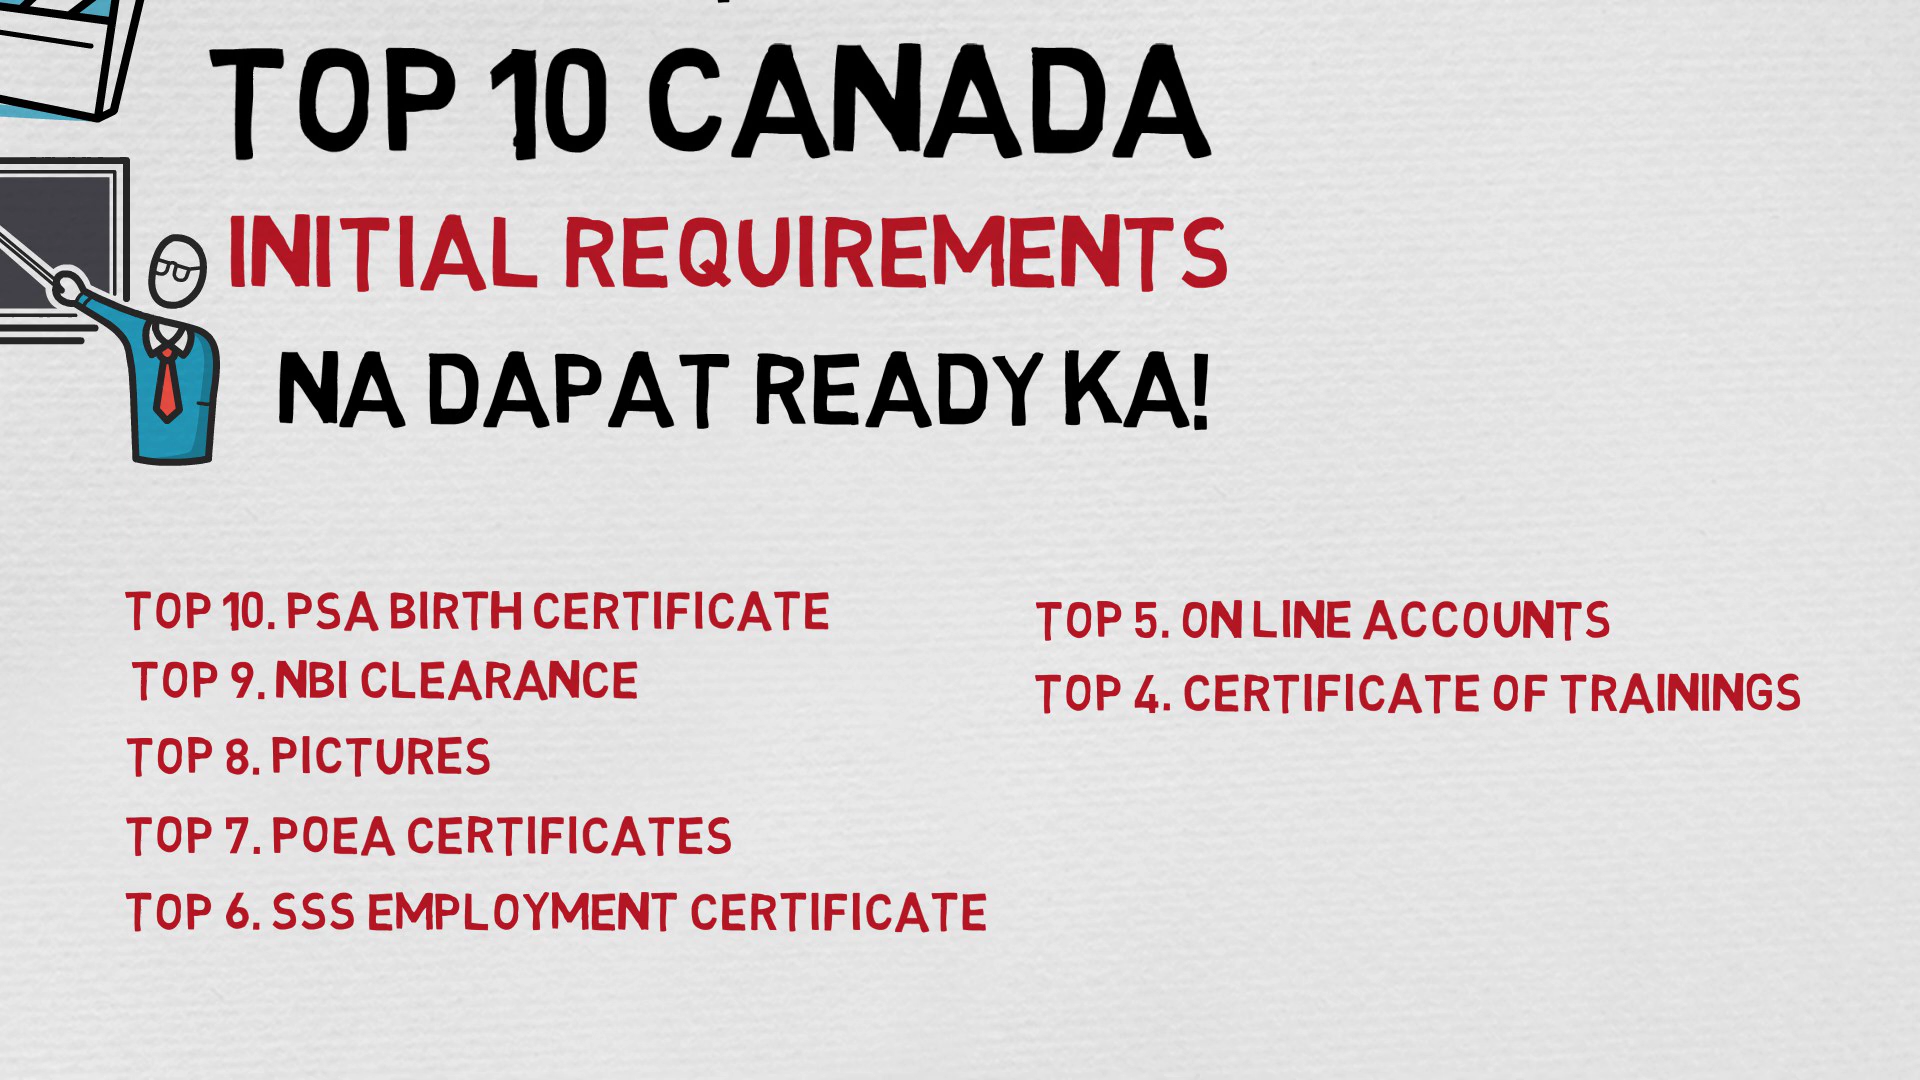 TOP 10 CANADA
INITIAL REQUIREMENTS
NA DAPAT READY KA!
TOP 10. PSA BIRTH CERTIFICATE
TOP 9. NBI CLEARANCE
TOP 8. PICTURES
TOP 7. POEA CERTIFICATES
TOP 6. SSS EMPLOYMENT CERTIFICATE
TOP 5. ONLINE ACCOUNTS
TOP 4. CERTIFICATE OF TRAININGS